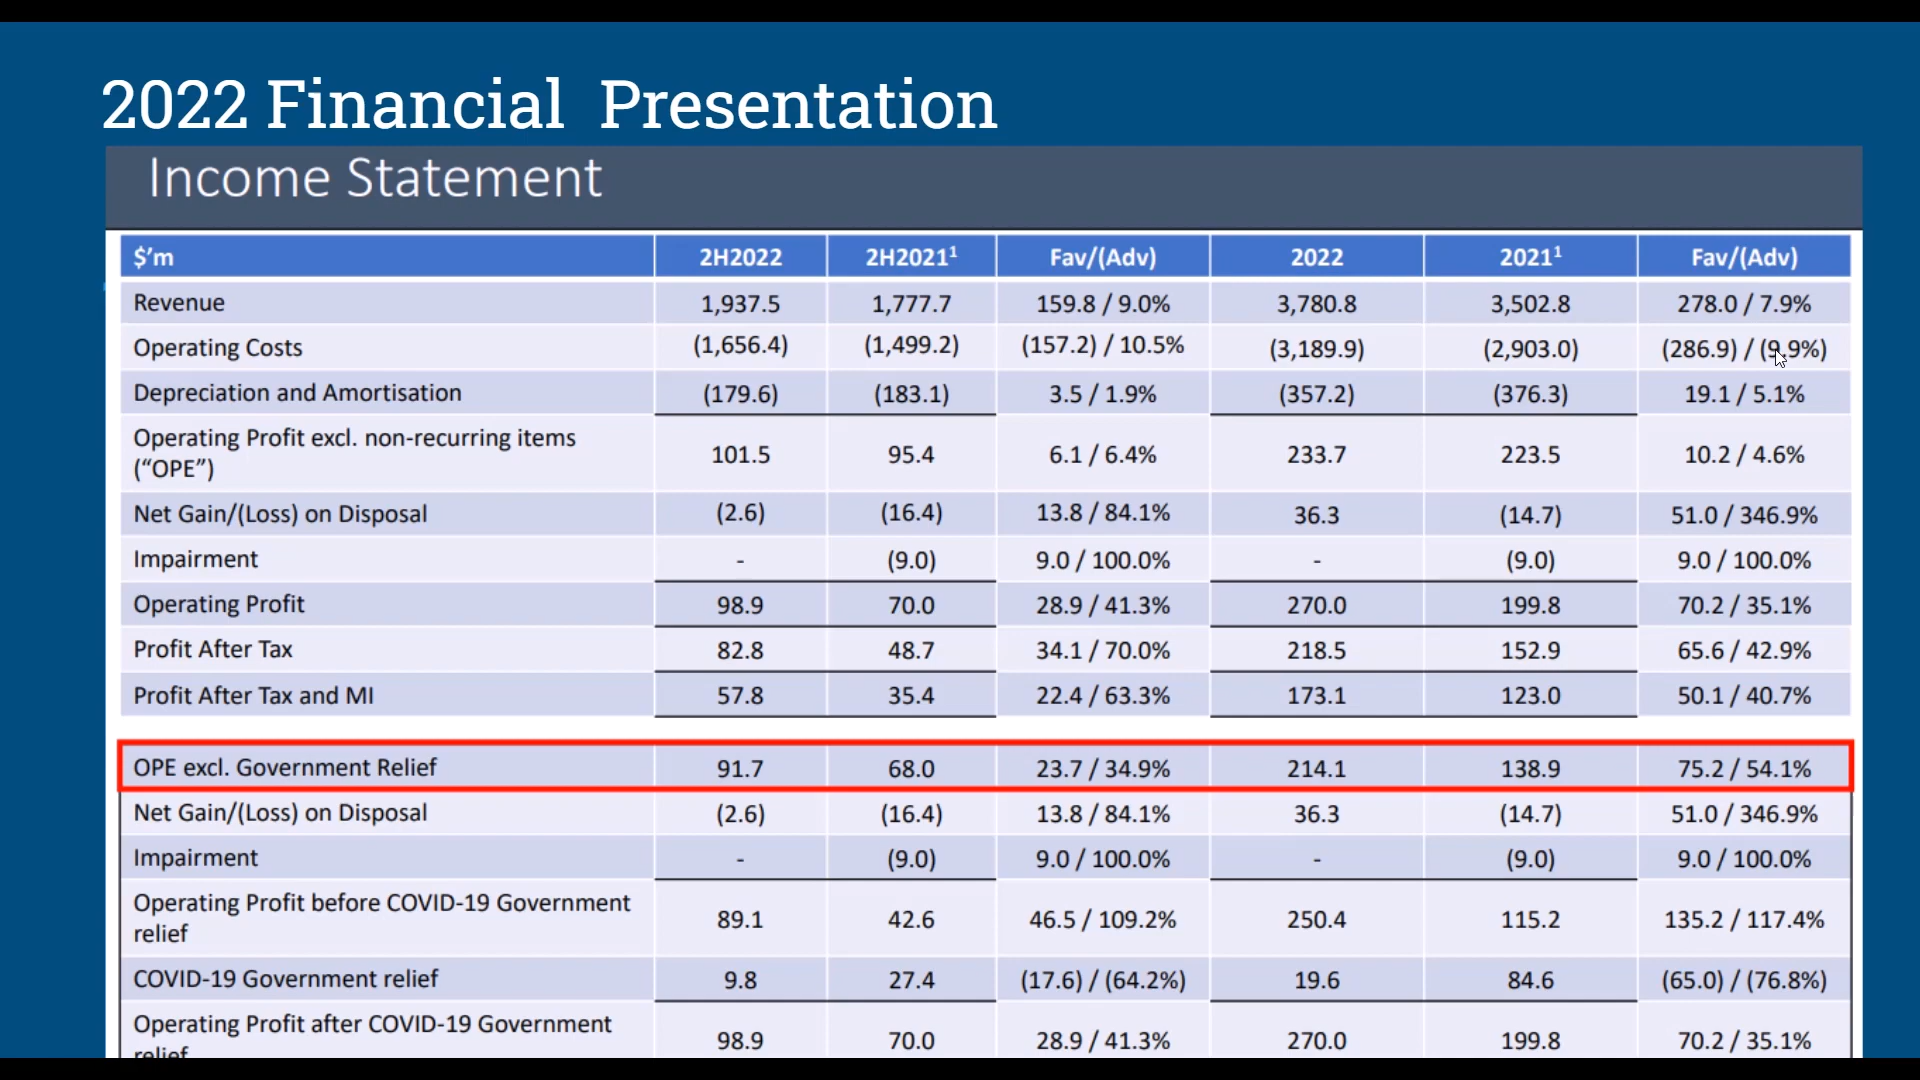 2022 Financial Presentation
Income Statement
$'m 2H2022 2H2021¹ Fav/(Adv) 2022 2021¹ Fav/(Adv)
Revenue 1,937.5 1,777.7 159.8 / 9.0% 3,780.8 3,502.8 278.0 / 7.9%
Operating Costs (1,656.4) (1,499.2) (157.2) / 10.5% (3,189.9) (2,903.0) (286.9) / (9.9%)
Depreciation and Amortisation (179.6) (183.1) 3.5 / 1.9% (357.2) (376.3) 19.1 / 5.1%
Operating Profit excl. non-recurring items
(“OPE”) 101.5 95.4 6.1 / 6.4% 233.7 223.5 10.2 / 4.6%
Net Gain/(Loss) on Disposal (2.6) (16.4) 13.8 / 84.1% 36.3 (14.7) 51.0 / 346.9%
Impairment - (9.0) 9.0 / 100.0% - (9.0) 9.0 / 100.0%
Operating Profit 98.9 70.0 28.9 / 41.3% 270.0 199.8 70.2 / 35.1%
Profit After Tax 82.8 48.7 34.1 / 70.0% 218.5 152.9 65.6 / 42.9%
Profit After Tax and MI 57.8 35.4 22.4 / 63.3% 173.1 123.0 50.1 / 40.7%
OPE excl. Government Relief 91.7 68.0 23.7 / 34.9% 214.1 138.9 75.2 / 54.1%
Net Gain/(Loss) on Disposal (2.6) (16.4) 13.8 / 84.1% 36.3 (14.7) 51.0 / 346.9%
Impairment - (9.0) 9.0 / 100.0% - (9.0) 9.0 / 100.0%
Operating Profit before COVID-19 Government
relief 89.1 42.6 46.5 / 109.2% 250.4 115.2 135.2 / 117.4%
COVID-19 Government relief 9.8 27.4 (17.6) / (64.2%) 19.6 84.6 (65.0) / (76.8%)
Operating Profit after COVID-19 Government
relief 98.9 70.0 28.9 / 41.3% 270.0 199.8 70.2 / 35.1%